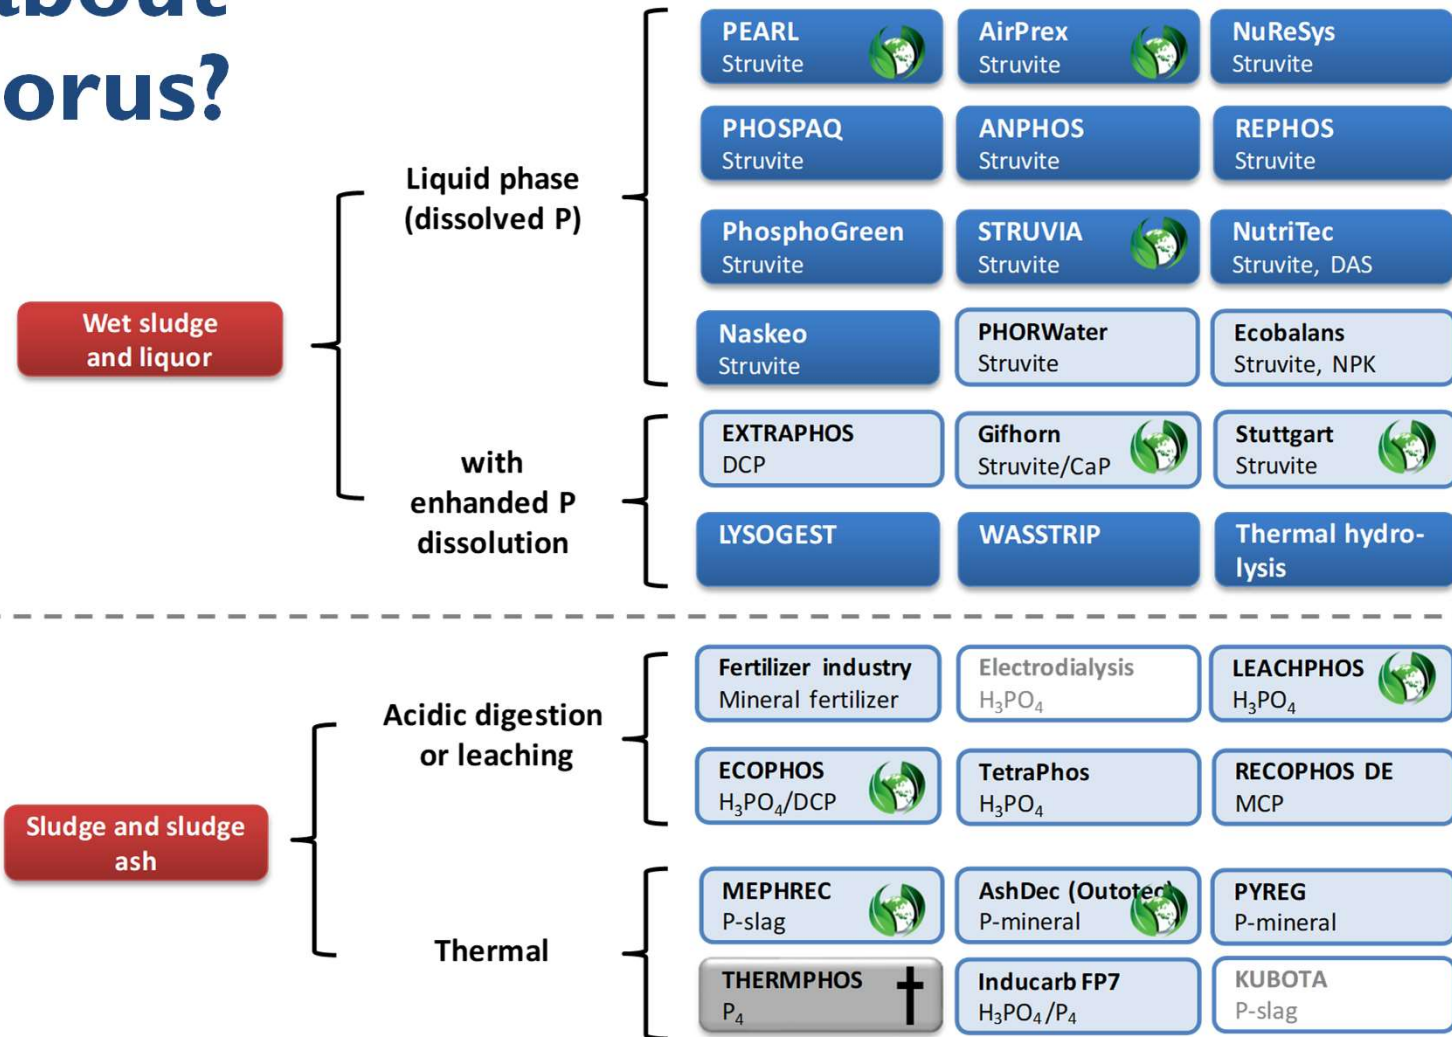 about
orus?
Wet sludge
and liquor
Liquid phase
(dissolved P)
PEARL
Struvite
AirPrex
Struvite
NuReSys
Struvite
PHOSPAQ
Struvite
ANPHOS
Struvite
REPHOS
Struvite
PhosphoGreen
Struvite
STRUVIA
Struvite
NutriTec
Struvite, DAS
Naskeo
Struvite
PHORWater
Struvite
Ecobalans
Struvite, NPK
with
enhanded P
dissolution
EXTRAPHOS
DCP
Gifhorn
Struvite/CaP
Stuttgart
Struvite
LYSOGEST
WASSTRIP
Thermal hydro-
lysis
Sludge and sludge
ash
Acidic digestion
or leaching
Fertilizer industry
Mineral fertilizer
Electrodialysis
H₃PO₄
LEACHPHOS
H₃PO₄
ECOPHOS
H₃PO₄/DCP
TetraPhos
H₃PO₄
RECOPHOS DE
MCP
Thermal
MEPHREC
P-slag
AshDec (Outotec)
P-mineral
PYREG
P-mineral
THERMPHOS
P₄
Inducarb FP7
H₃PO₄/P₄
KUBOTA
P-slag